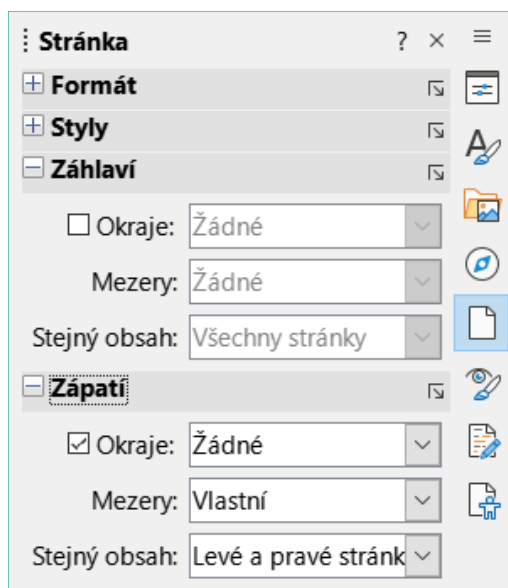 Stránka ?
Formát
Styly
Záhlaví
Okraje: Žádné
Mezery: Žádné
Stejný obsah: Všechny stránky
Zápatí
Okraje: Žádné
Mezery: Vlastní
Stejný obsah: Levé a pravé stránk